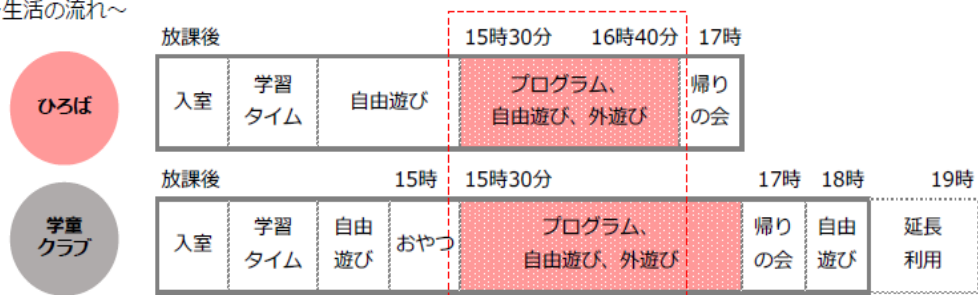 生活の流れ～
放課後 15時30分 16時40分 17時
ひろば
入室
学習
タイム
自由遊び
プログラム、
自由遊び、外遊び
帰り
の会
放課後 15時 15時30分 17時 18時 19時
学童
クラブ
入室
学習
タイム
自由
遊び
おやつ
プログラム、
自由遊び、外遊び
帰り
の会
自由
遊び
延長
利用